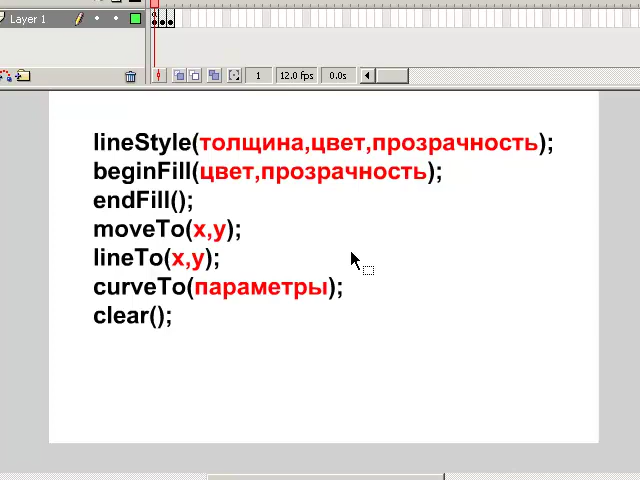 Layer 1
1 12.0 fps 0.0s
lineStyle(толщина,цвет,прозрачность);
beginFill(цвет,прозрачность);
endFill();
moveTo(x,y);
lineTo(x,y);
curveTo(параметры);
clear();